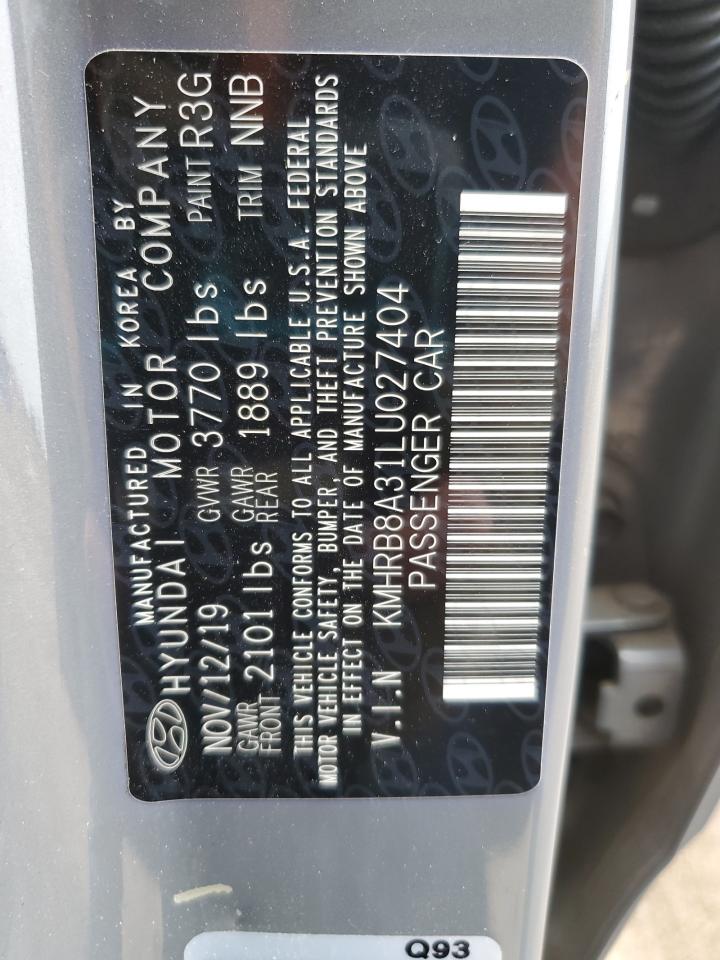 MANUFACTURED IN KOREA BY
HYUNDAI MOTOR COMPANY
NOV/12/19 GVWR 3770 lbs PAINT R3G
GAWR FRONT 2101 lbs GAWR REAR 1889 lbs TRIM NNB
THIS VEHICLE CONFORMS TO ALL APPLICABLE U.S.A. FEDERAL
MOTOR VEHICLE SAFETY, BUMPER, AND THEFT PREVENTION STANDARDS
IN EFFECT ON THE DATE OF MANUFACTURE SHOWN ABOVE
V.I.N KMHRB8A31LU027404
PASSENGER CAR
Q93